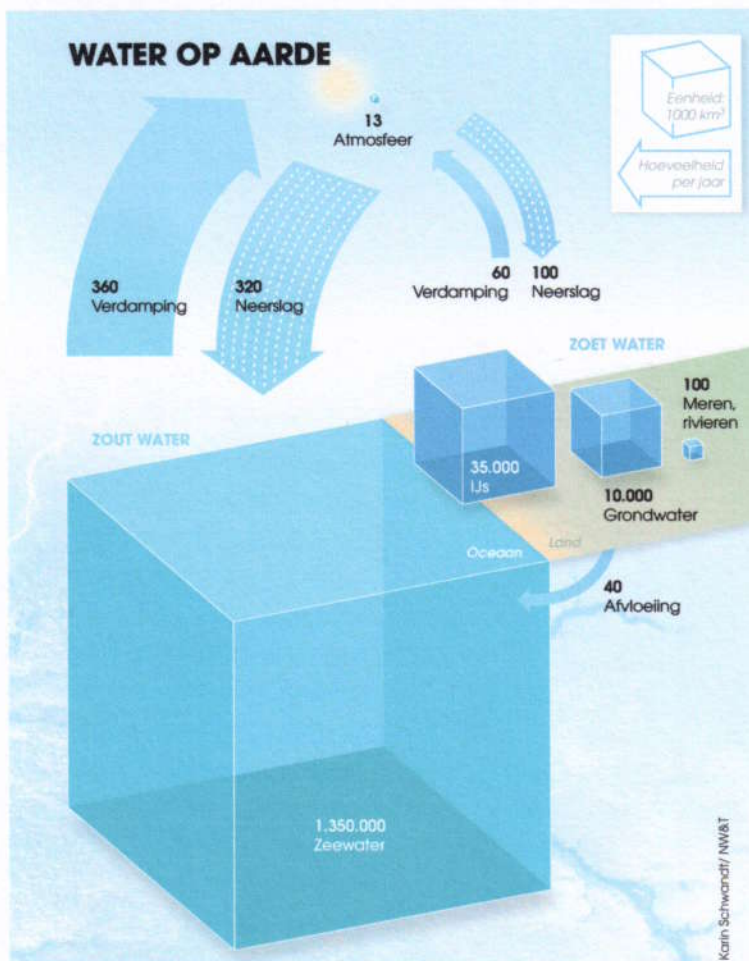 WATER OP AARDE
Eenheid:
1000 km³
Hoeveelheid
per jaar
13
Atmosfeer
360
Verdamping
320
Neerslag
60
Verdamping
100
Neerslag
ZOET WATER
ZOUT WATER
100
Meren,
rivieren
35.000
IJs
10.000
Grondwater
Oceaan
Land
40
Afvloeiing
1.350.000
Zeewater
Karin Schwandt/ NW&T